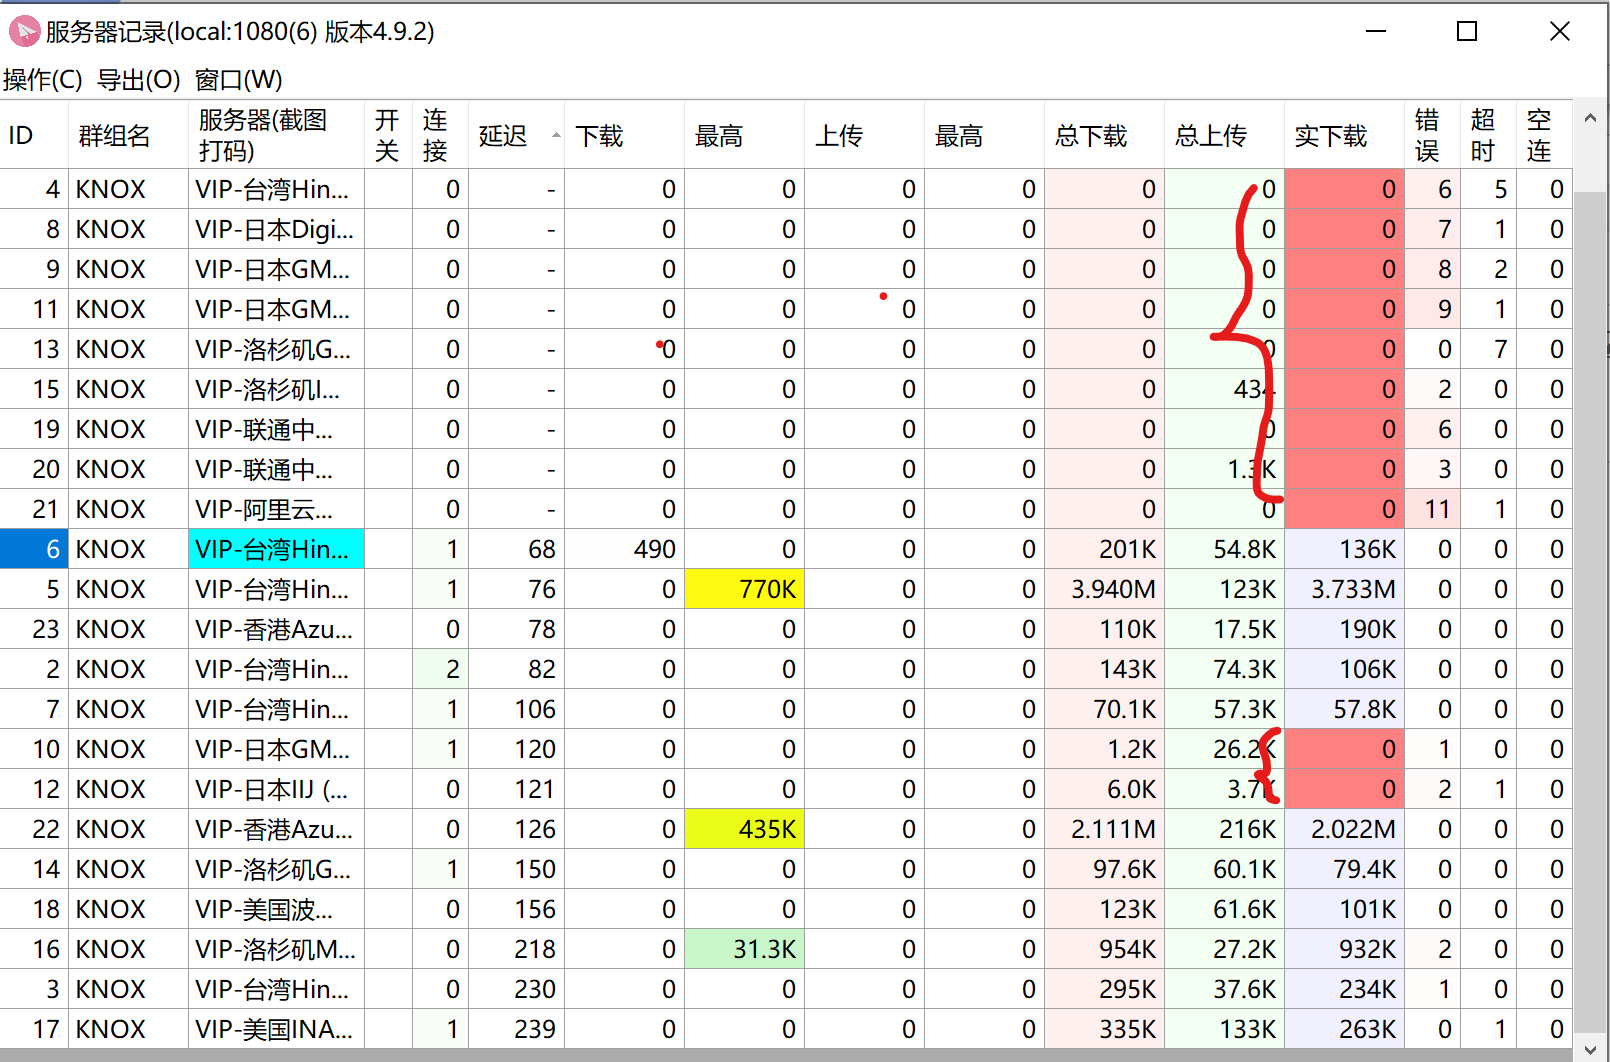 服务器记录(local:1080(6) 版本4.9.2)
操作(C) 导出(O) 窗口(W)
ID 群组名 服务器(截图打码) 开关 连接 延迟 下载 最高 上传 最高 总下载 总上传 实下载 错误 超时 空连
4 KNOX VIP-台湾Hin... 0 - 0 0 0 0 0 0 0 6 5 0
8 KNOX VIP-日本Digi... 0 - 0 0 0 0 0 0 0 7 1 0
9 KNOX VIP-日本GM... 0 - 0 0 0 0 0 0 0 8 2 0
11 KNOX VIP-日本GM... 0 - 0 0 0 0 0 0 0 9 1 0
13 KNOX VIP-洛杉矶G... 0 - 0 0 0 0 0 0 0 0 7 0
15 KNOX VIP-洛杉矶I... 0 - 0 0 0 0 0 434 0 2 0 0
19 KNOX VIP-联通中... 0 - 0 0 0 0 0 0 0 6 0 0
20 KNOX VIP-联通中... 0 - 0 0 0 0 0 1.3K 0 3 0 0
21 KNOX VIP-阿里云... 0 - 0 0 0 0 0 0 0 11 1 0
6 KNOX VIP-台湾Hin... 1 68 490 0 0 0 201K 54.8K 136K 0 0 0
5 KNOX VIP-台湾Hin... 1 76 0 770K 0 0 3.940M 123K 3.733M 0 0 0
23 KNOX VIP-香港Azu... 0 78 0 0 0 0 110K 17.5K 190K 0 0 0
2 KNOX VIP-台湾Hin... 2 82 0 0 0 0 143K 74.3K 106K 0 0 0
7 KNOX VIP-台湾Hin... 1 106 0 0 0 0 70.1K 57.3K 57.8K 0 0 0
10 KNOX VIP-日本GM... 1 120 0 0 0 0 1.2K 26.2K 0 1 0 0
12 KNOX VIP-日本IIJ (... 0 121 0 0 0 0 6.0K 3.7K 0 2 1 0
22 KNOX VIP-香港Azu... 0 126 0 435K 0 0 2.111M 216K 2.022M 0 0 0
14 KNOX VIP-洛杉矶G... 1 150 0 0 0 0 97.6K 60.1K 79.4K 0 0 0
18 KNOX VIP-美国波... 0 156 0 0 0 0 123K 61.6K 101K 0 0 0
16 KNOX VIP-洛杉矶M... 0 218 0 31.3K 0 0 954K 27.2K 932K 2 0 0
3 KNOX VIP-台湾Hin... 0 230 0 0 0 0 295K 37.6K 234K 1 0 0
17 KNOX VIP-美国INA... 1 239 0 0 0 0 335K 133K 263K 0 1 0